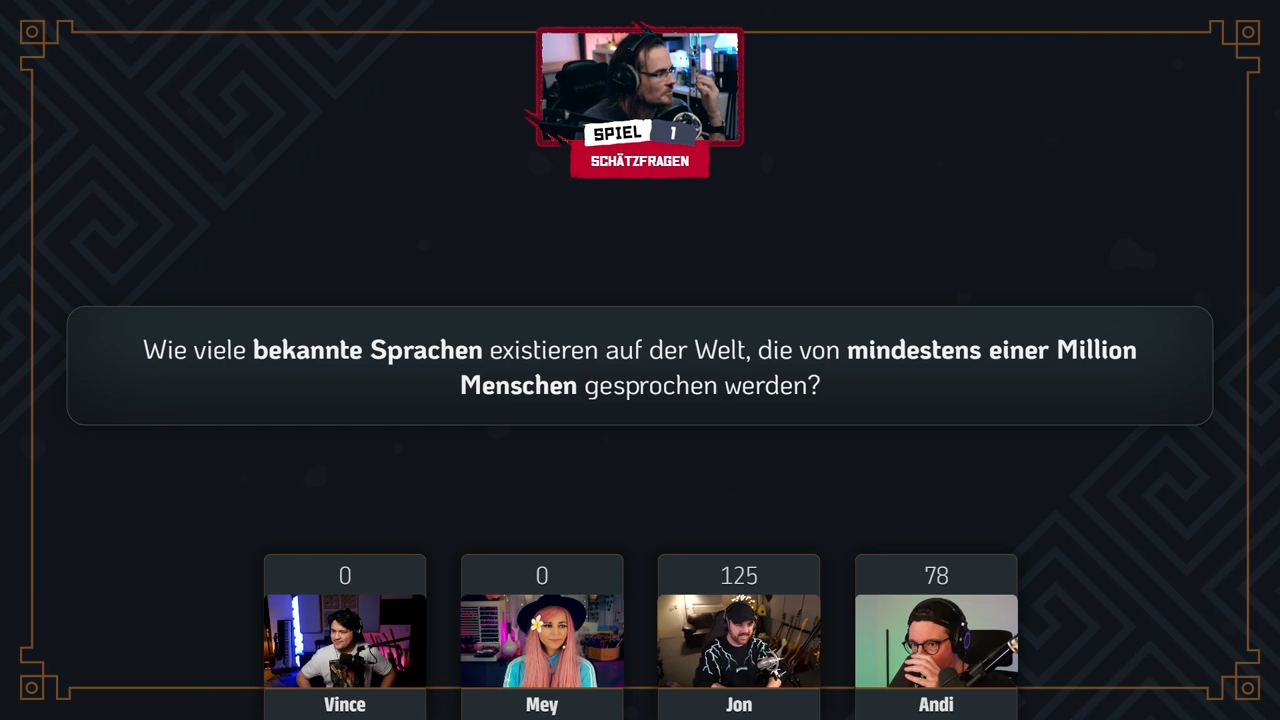 SPIEL 1
SCHÄTZFRAGEN
Wie viele bekannte Sprachen existieren auf der Welt, die von mindestens einer Million
Menschen gesprochen werden?
0 0 125 78
Vince Mey Jon Andi